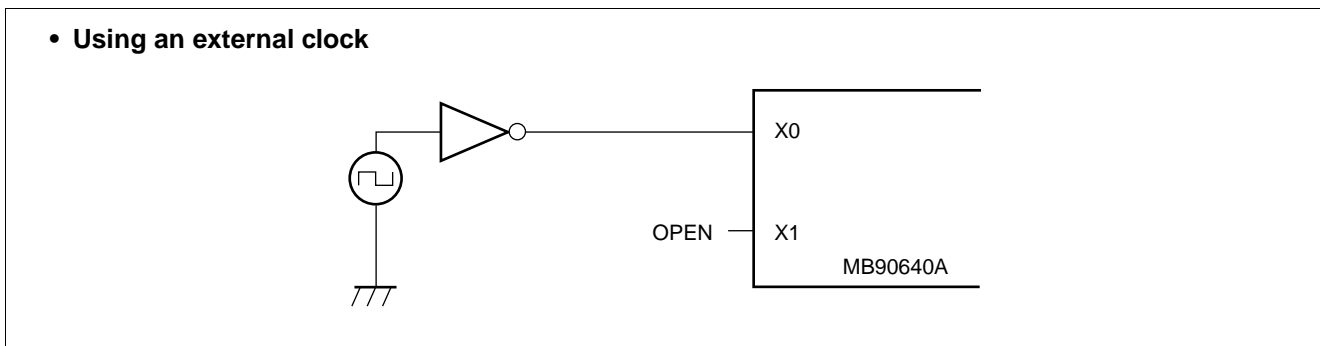 • Using an external clock
X0
OPEN
X1
MB90640A